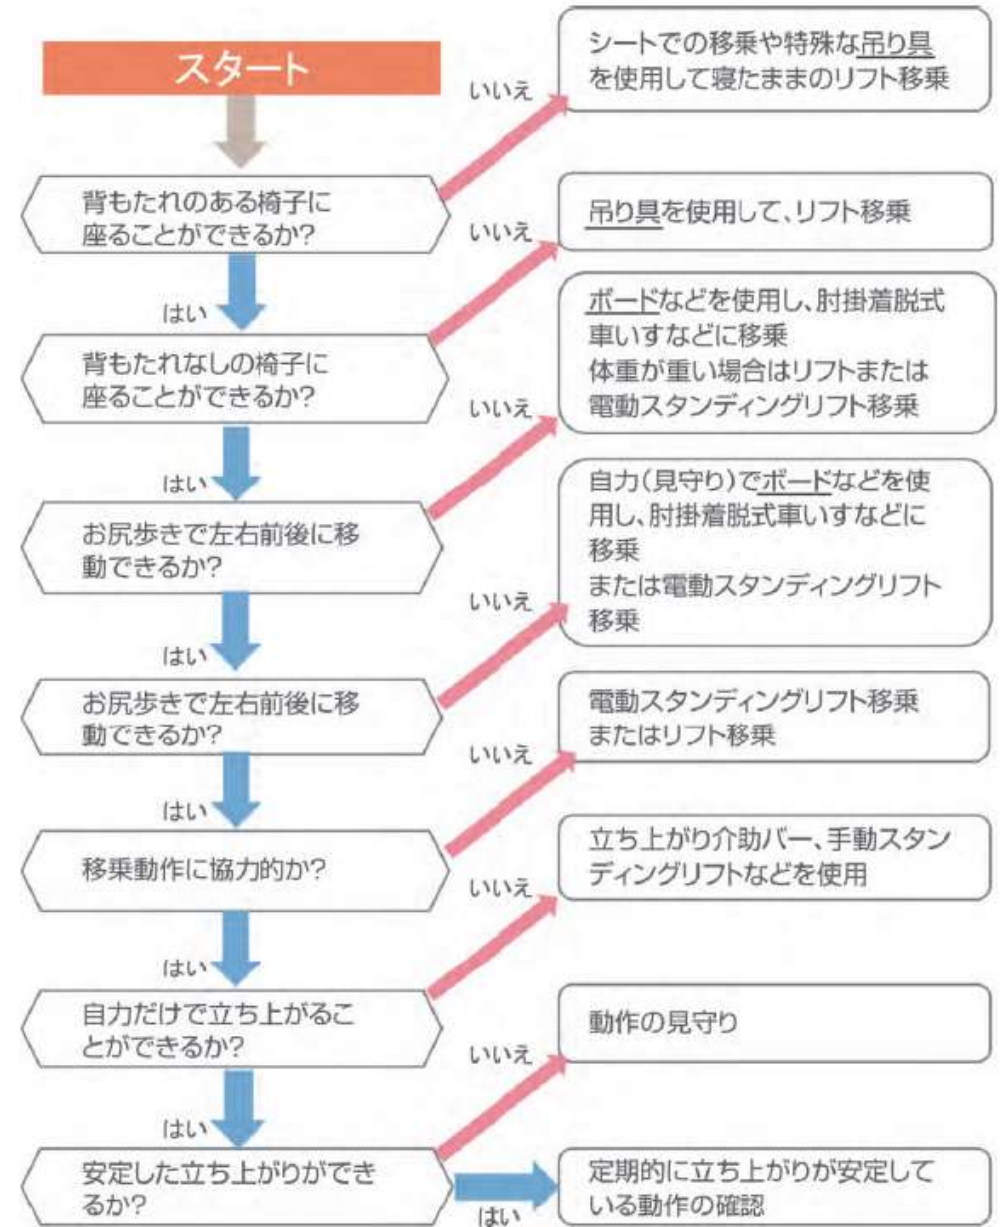 スタート
いいえ
シートでの移乗や特殊な吊り具
を使用して寝たままのリフト移乗
背もたれのある椅子に
座ることができるか?
いいえ
吊り具を使用して、リフト移乗
はい
背もたれなしの椅子に
座ることができるか?
いいえ
ボードなどを使用し、肘掛着脱式
車いすなどに移乗
体重が重い場合はリフトまたは
電動スタンディングリフト移乗
はい
お尻歩きで左右前後に移
動できるか?
いいえ
自力(見守り)でボードなどを使
用し、肘掛着脱式車いすなどに
移乗
または電動スタンディングリフト
移乗
はい
お尻歩きで左右前後に移
動できるか?
いいえ
電動スタンディングリフト移乗
またはリフト移乗
はい
移乗動作に協力的か?
いいえ
立ち上がり介助バー、手動スタン
ディングリフトなどを使用
はい
自力だけで立ち上がるこ
とができるか?
いいえ
動作の見守り
はい
安定した立ち上がりができ
るか?
はい
定期的に立ち上がりが安定して
いる動作の確認